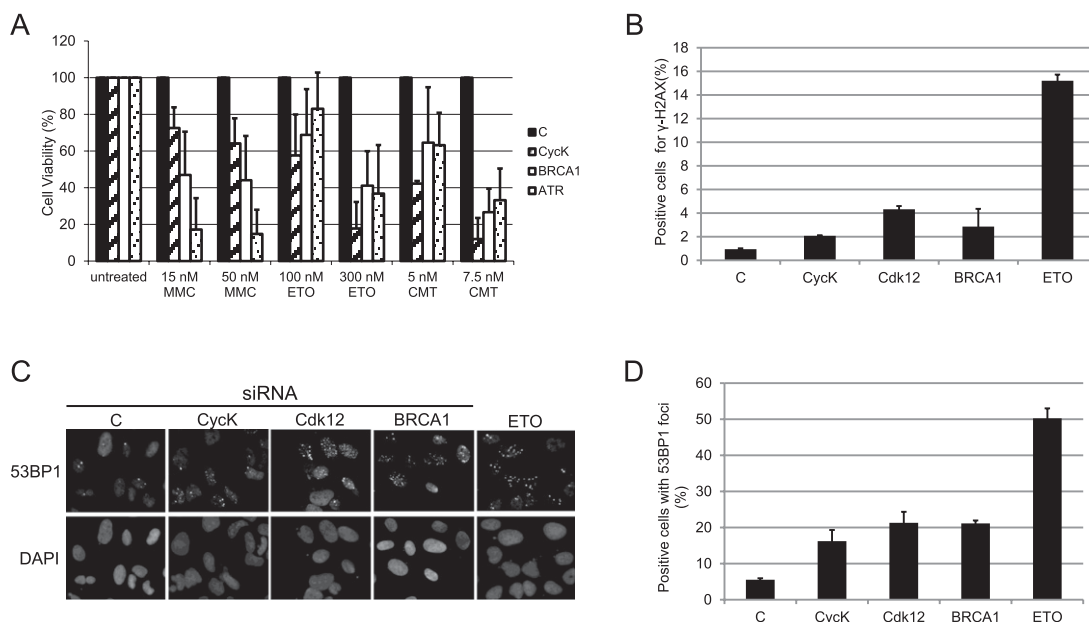 A
120
100
80
60
40
20
0
Cell Viability (%)
C
CycK
BRCA1
ATR
untreated
15 nM
MMC
50 nM
MMC
100 nM
ETO
300 nM
ETO
5 nM
CMT
7.5 nM
CMT
B
18
16
14
12
10
8
6
4
2
0
Positive cells for γ-H2AX(%)
C
CycK
Cdk12
BRCA1
ETO
C
siRNA
C
CycK
Cdk12
BRCA1
ETO
53BP1
DAPI
D
60
50
40
30
20
10
0
Positive cells with 53BP1 foci
(%)
C
CycK
Cdk12
BRCA1
ETO